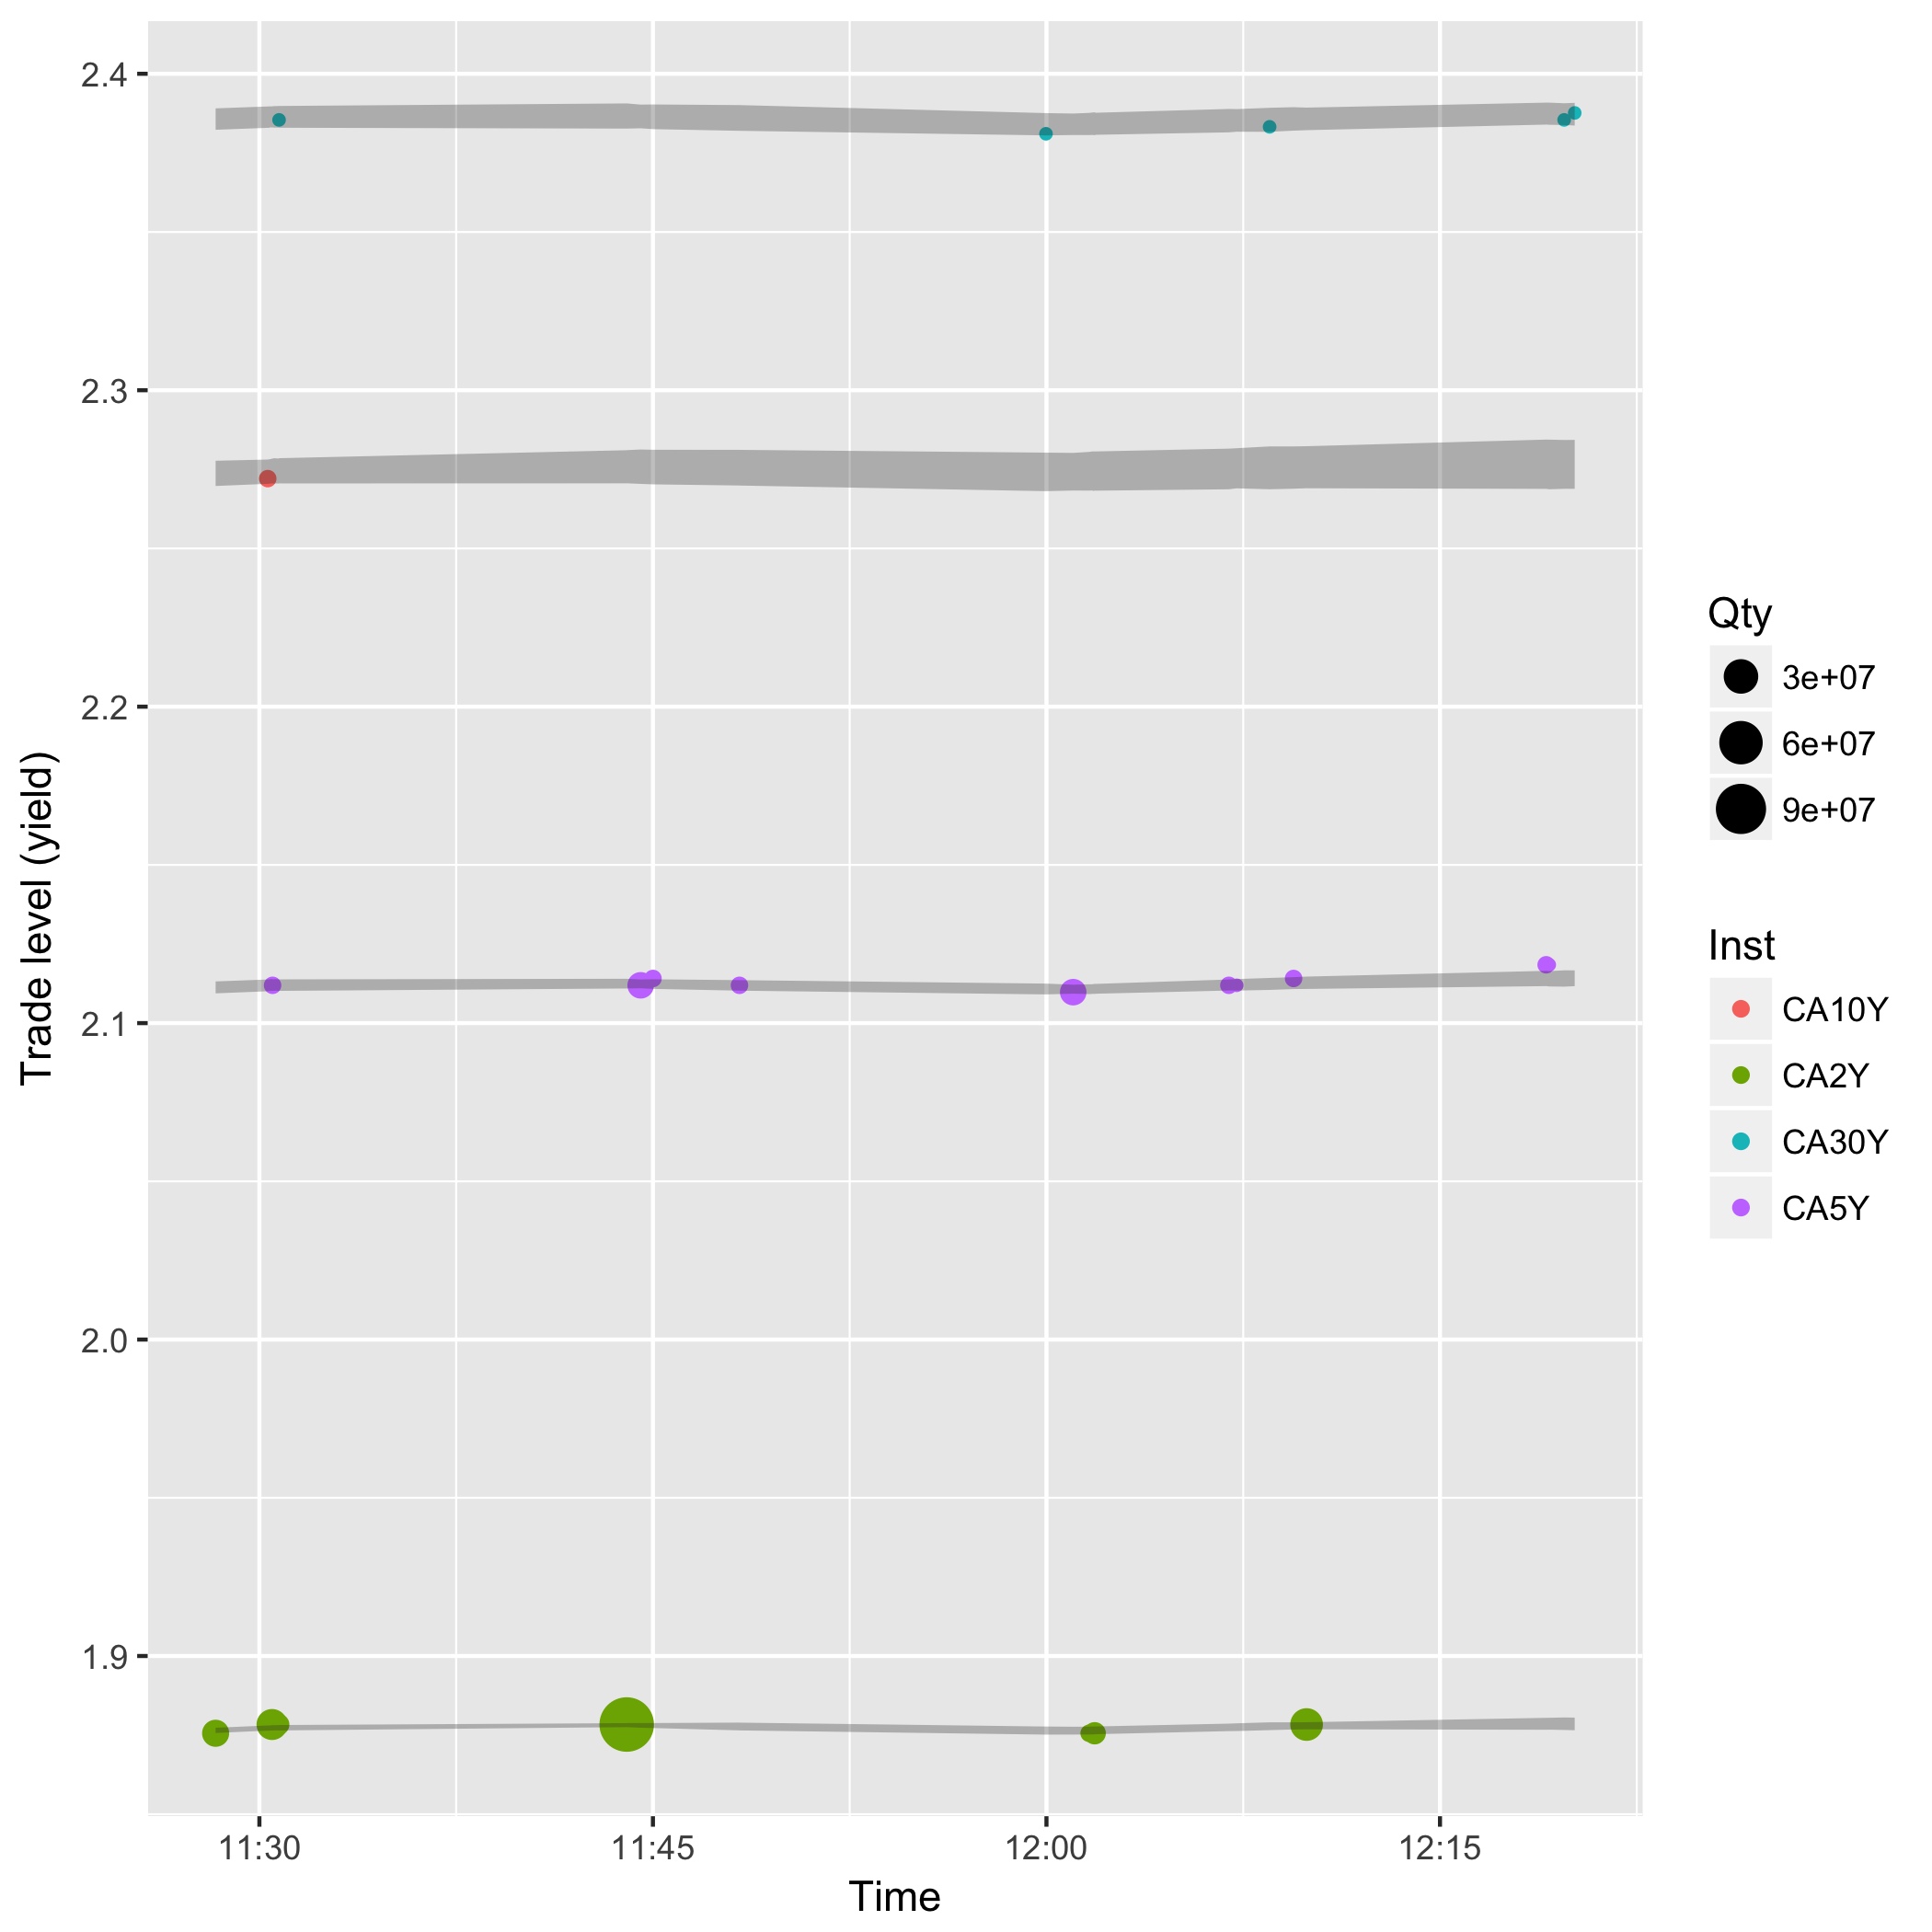 2.4
2.3
2.2
2.1
2.0
1.9
Trade level (yield)
11:30 11:45 12:00 12:15
Time
Qty
3e+07
6e+07
9e+07
Inst
CA10Y
CA2Y
CA30Y
CA5Y